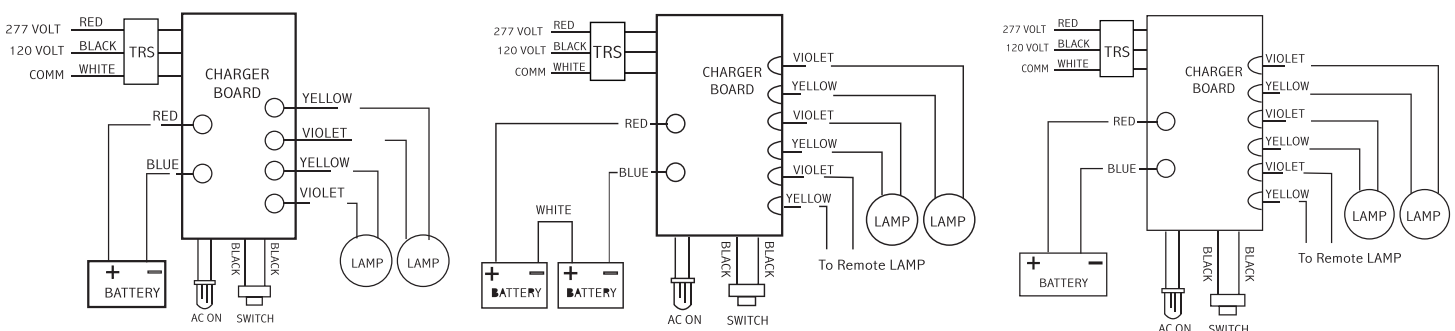 277 VOLT RED
120 VOLT BLACK
COMM WHITE
TRS
CHARGER
BOARD
YELLOW
RED
VIOLET
BLUE
YELLOW
VIOLET
BLACK
BLACK
LAMP
LAMP
+ −
BATTERY
AC ON
SWITCH
277 VOLT RED
120 VOLT BLACK
COMM WHITE
TRS
CHARGER
BOARD
VIOLET
YELLOW
VIOLET
RED
YELLOW
VIOLET
BLUE
YELLOW
WHITE
LAMP
LAMP
BLACK
BLACK
To Remote LAMP
+ −
BATTERY
+ −
BATTERY
AC ON
SWITCH
277 VOLT RED
120 VOLT BLACK
COMM WHITE
TRS
CHARGER
BOARD
VIOLET
YELLOW
VIOLET
RED
YELLOW
VIOLET
BLUE
YELLOW
LAMP
LAMP
BLACK
BLACK
To Remote LAMP
+ −
BATTERY
AC ON
SWITCH